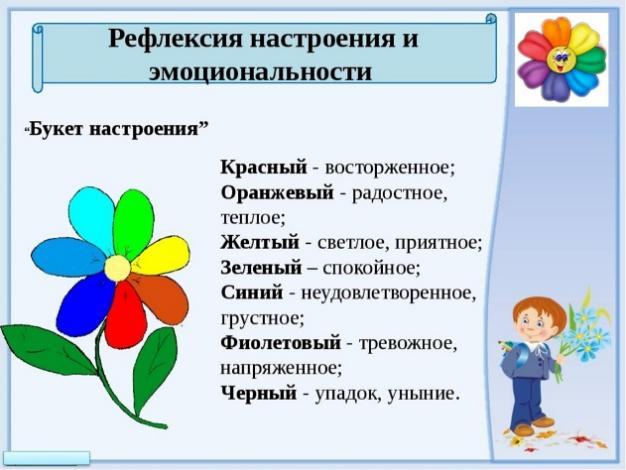 Рефлексия настроения и
эмоциональности
“Букет настроения”
Красный - восторженное;
Оранжевый - радостное,
теплое;
Желтый - светлое, приятное;
Зеленый – спокойное;
Синий - неудовлетворенное,
грустное;
Фиолетовый - тревожное,
напряженное;
Черный - упадок, уныние.